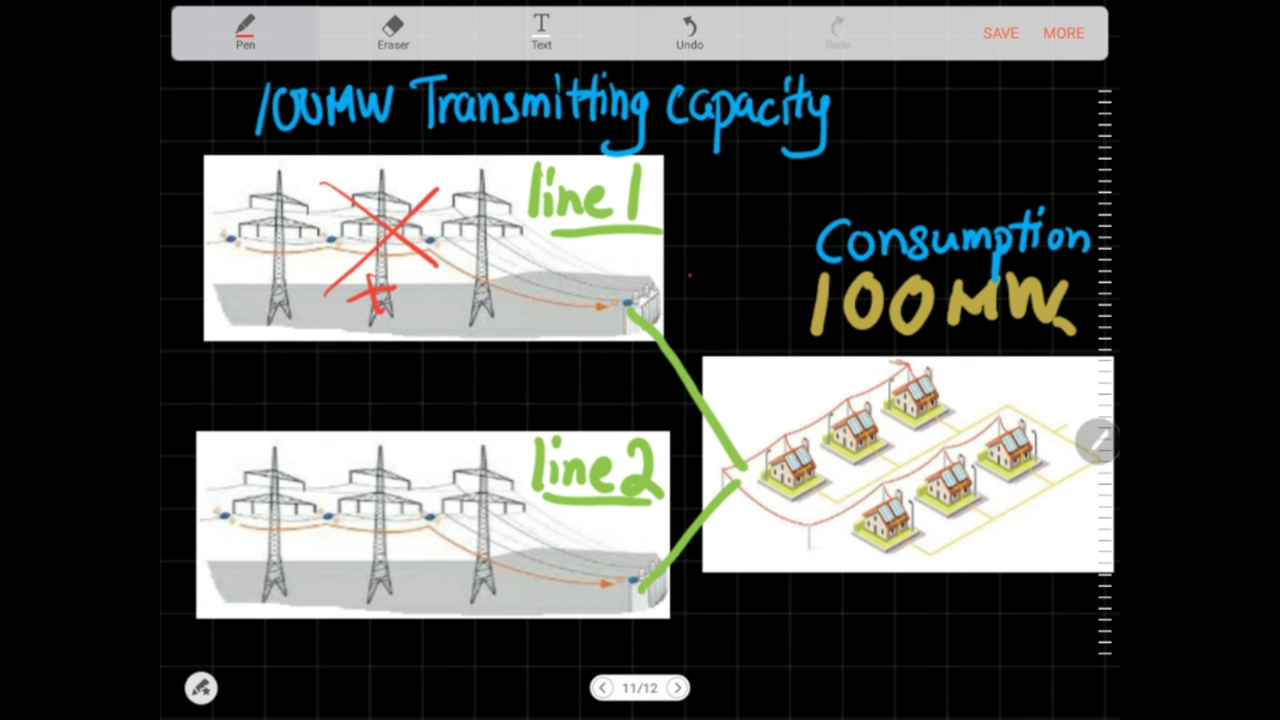 Pen
Eraser
Text
Undo
Redo
SAVE
MORE
100MW Transmitting Capacity
line 1
Consumption
100MW
line 2
11/12